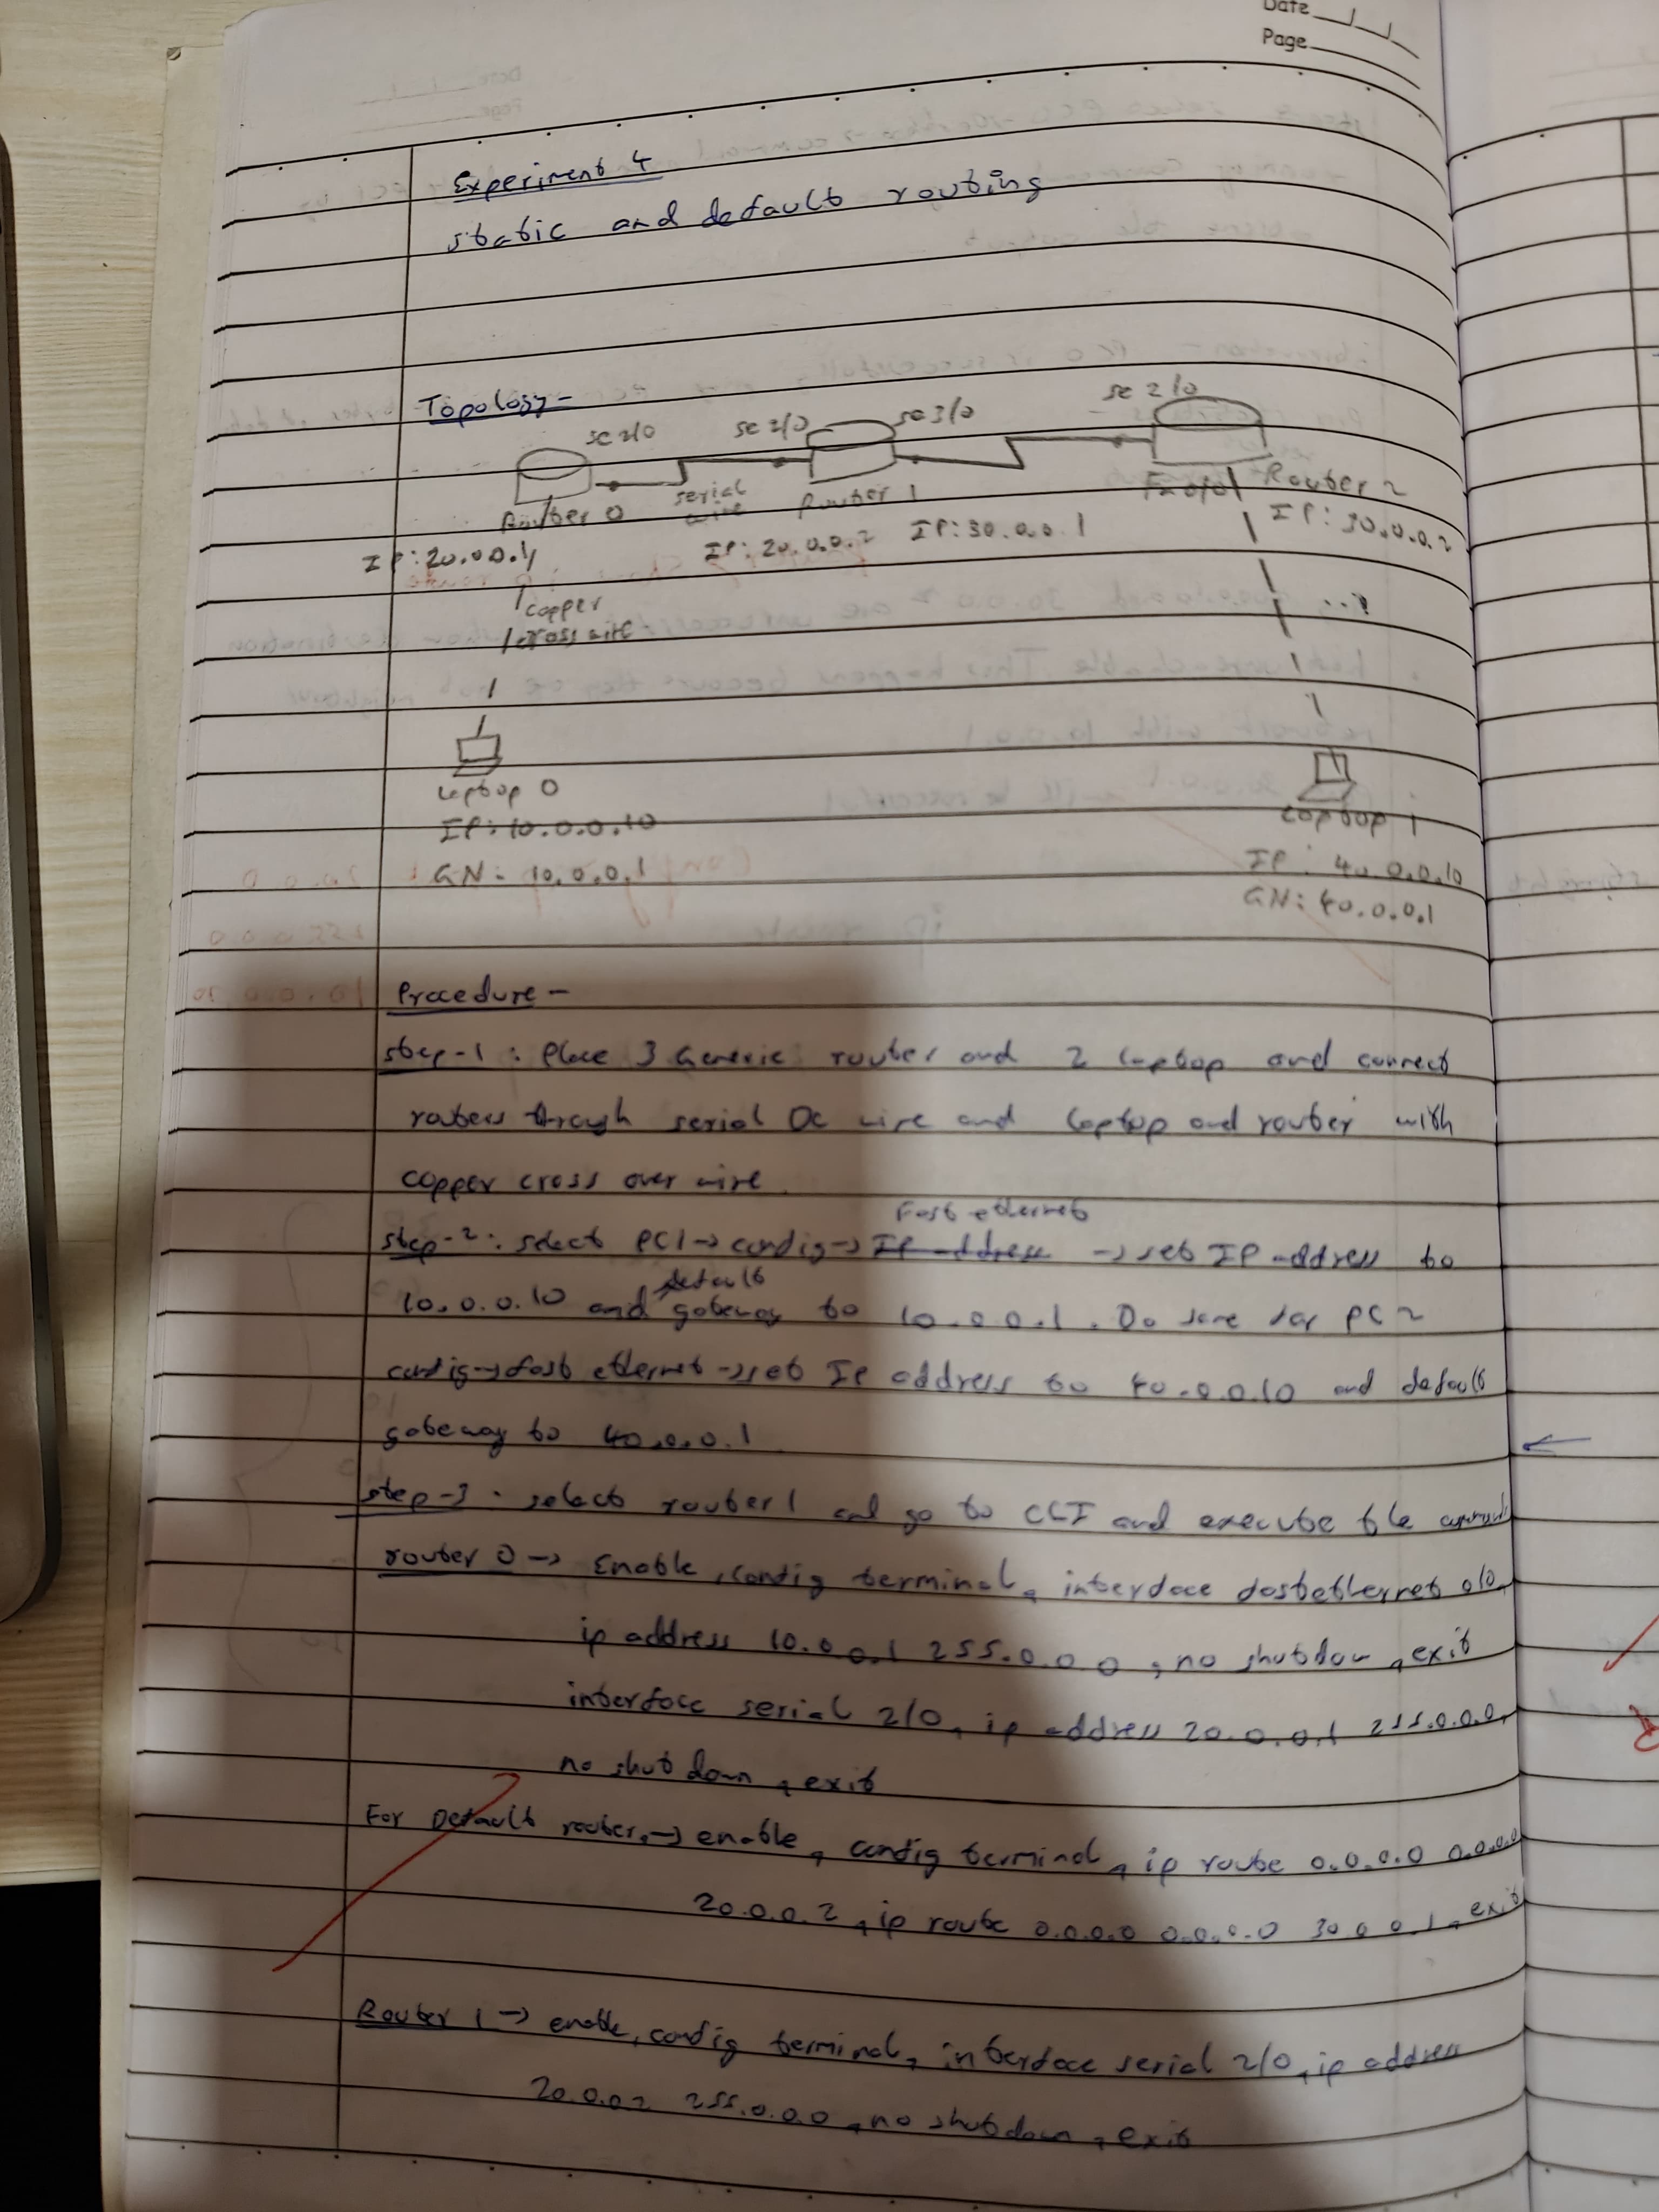 Date
Page
Experiment 4
static and default routing
Topology -
se 2/0 se 2/0 se 3/0 se 2/0
Router 0 serial wire Router 1 Fa 0/0 Router 2
IP: 20.0.0.1 IP: 20.0.0.2 IP: 30.0.0.1 IP: 30.0.0.2
copper
cross wire
Laptop 0
IP: 10.0.0.10
GN: 10.0.0.1
Laptop 1
IP: 40.0.0.10
GN: 40.0.0.1
Procedure -
step-1 : Place 3 Generic router and 2 laptop and connect
routers through serial DC wire and laptop and router with
copper cross over wire.
Fast ethernet
step-2 : select PC1 → config → IP address → set IP address to
default
10.0.0.10 and gateway to 10.0.0.1. Do same for PC 2
config → fast ethernet → set IP address to 40.0.0.10 and default
gateway to 40.0.0.1
step-3 : select router 1 and go to CLI and execute the commands
router 0 → Enable, config terminal, interface fastethernet 0/0,
ip address 10.0.0.1 255.0.0.0, no shutdown, exit
interface serial 2/0, ip address 20.0.0.1 255.0.0.0,
no shut down, exit
For Default router → enable, config terminal, ip route 0.0.0.0 0.0.0.0
20.0.0.2, ip route 0.0.0.0 0.0.0.0 30.0.0.1, exit
Router 1 → enable, config terminal, interface serial 2/0, ip address
20.0.0.2 255.0.0.0, no shutdown, exit